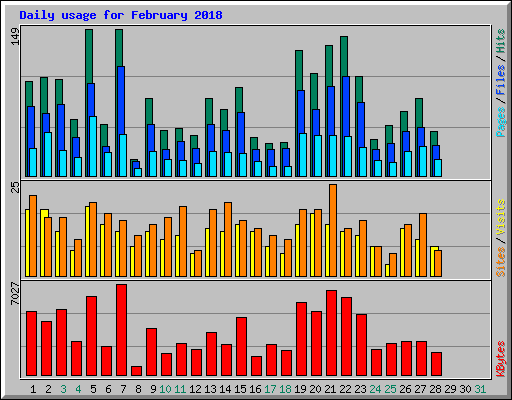 Daily usage for February 2018
149
Pages / Files / Hits
25
Sites / Visits
7027
KBytes
1 2 3 4 5 6 7 8 9 10 11 12 13 14 15 16 17 18 19 20 21 22 23 24 25 26 27 28 29 30 31